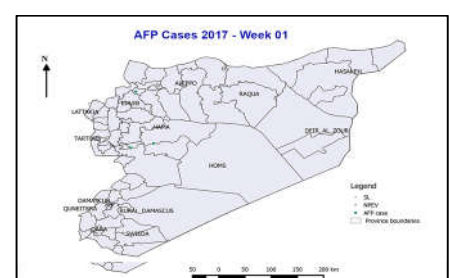 AFP Cases 2017 - Week 01
N
HASAKEH
ALEPPO
RAQUA
IDLEB
LATTAKIA
HAMA
DEIR_AL_ZOUR
TARTOUS
HOMS
Legend
SL
NPEV
AFP case
Province boundaries
DAMASCUS
QUNEITERA
RURAL_DAMASCUS
DARA
SWEIDA
50 0 50 100 150 200 km